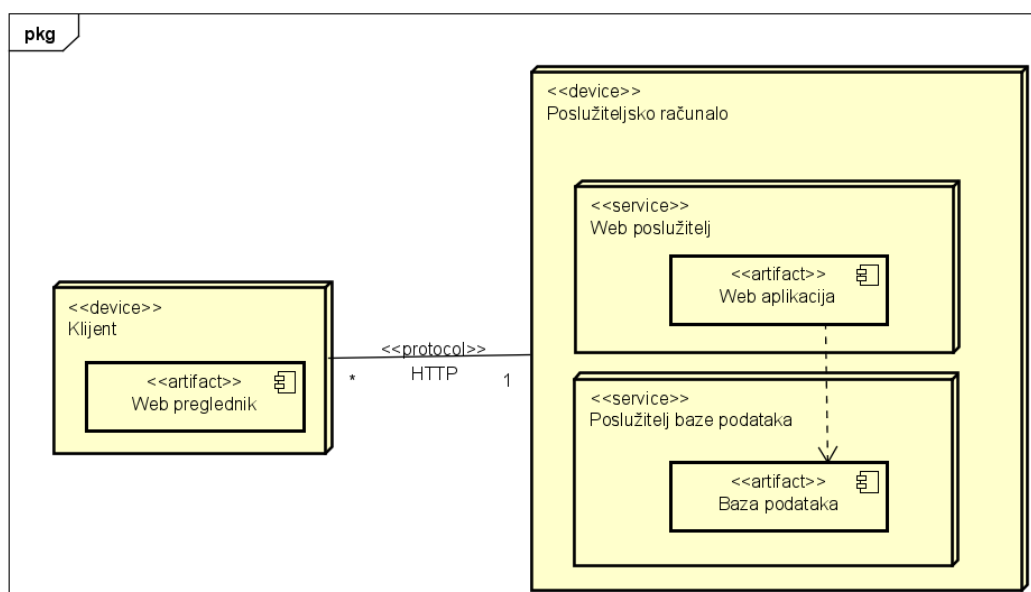 pkg
<<device>>
Klijent
<<artifact>>
Web preglednik
<<protocol>>
HTTP
*
1
<<device>>
Poslužiteljsko računalo
<<service>>
Web poslužitelj
<<artifact>>
Web aplikacija
<<service>>
Poslužitelj baze podataka
<<artifact>>
Baza podataka